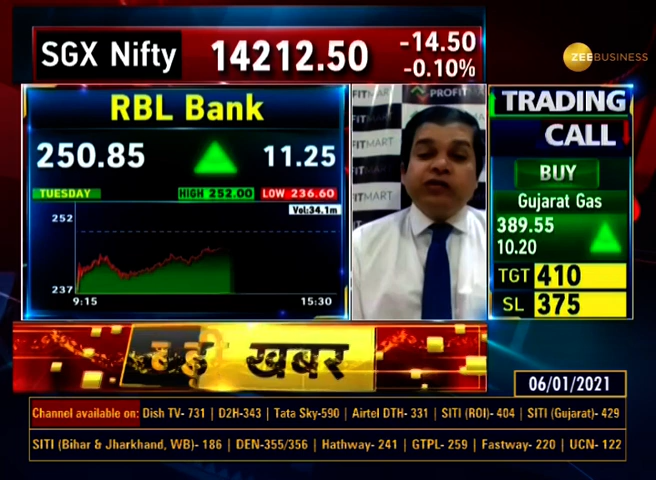 SGX Nifty 14212.50 -14.50
-0.10%
ZEE BUSINESS
RBL Bank
250.85 11.25
TUESDAY HIGH 252.00 LOW 236.60
Vol:34.1m
252
237
9:15 15:30
FITMART
PROFIT
FITMART
TRADING
CALL
BUY
Gujarat Gas
389.55
10.20
TGT 410
SL 375
खबर
06/01/2021
Channel available on: Dish TV- 731 | D2H-343 | Tata Sky-590 | Airtel DTH- 331 | SITI (ROI)- 404 | SITI (Gujarat)- 429
SITI (Bihar & Jharkhand, WB)- 186 | DEN-355/356 | Hathway- 241 | GTPL- 259 | Fastway- 220 | UCN- 122